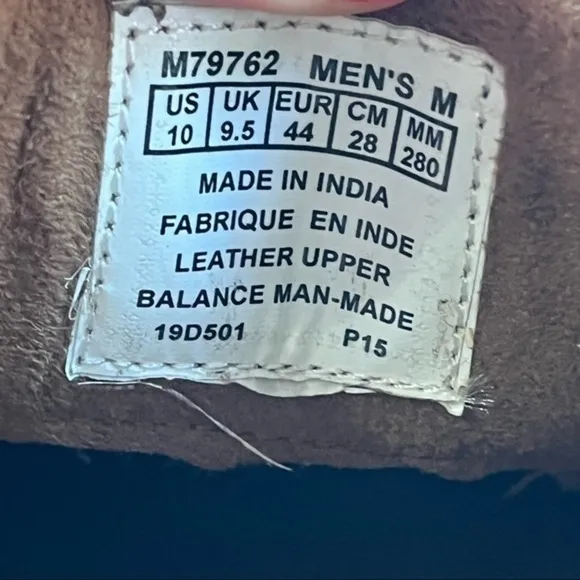 M79762 MEN'S M
US UK EUR CM MM
10 9.5 44 28 280
MADE IN INDIA
FABRIQUE EN INDE
LEATHER UPPER
BALANCE MAN-MADE
19D501 P15